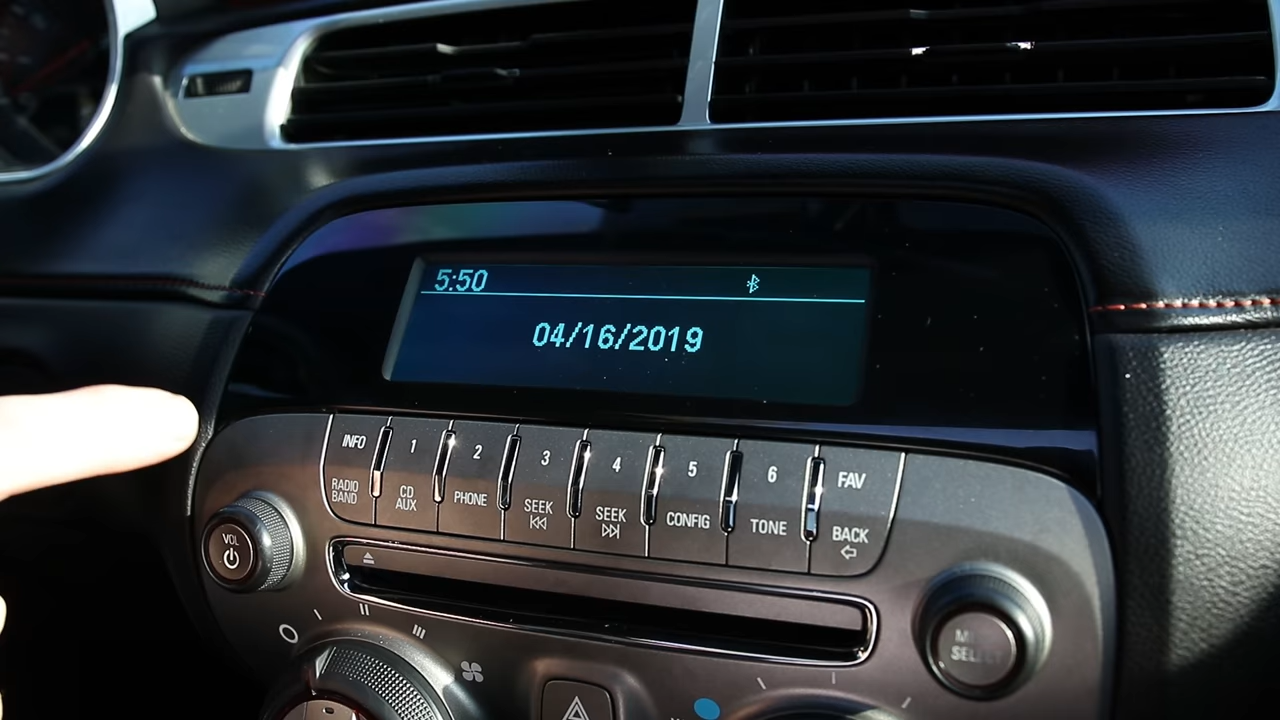 5:50
04/16/2019
INFO 1 2 3 4 5 6 FAV
RADIO BAND
CD AUX
PHONE
SEEK
SEEK
CONFIG
TONE
BACK
VOL
SELECT